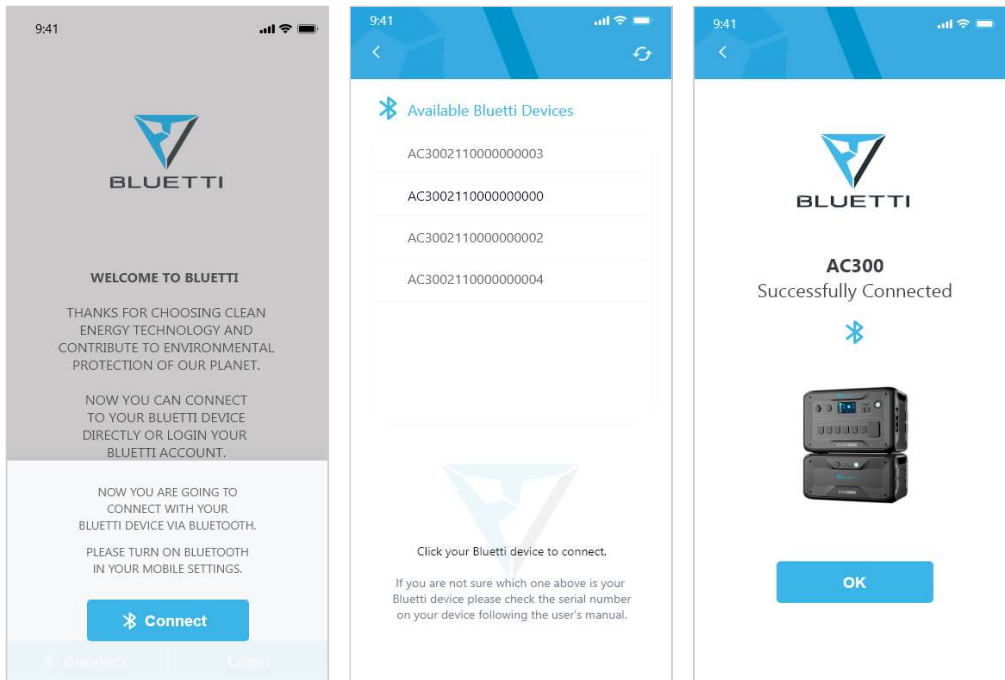 9:41
BLUETTI
WELCOME TO BLUETTI
THANKS FOR CHOOSING CLEAN
ENERGY TECHNOLOGY AND
CONTRIBUTE TO ENVIRONMENTAL
PROTECTION OF OUR PLANET.
NOW YOU CAN CONNECT
TO YOUR BLUETTI DEVICE
DIRECTLY OR LOGIN YOUR
BLUETTI ACCOUNT.
NOW YOU ARE GOING TO
CONNECT WITH YOUR
BLUETTI DEVICE VIA BLUETOOTH.
PLEASE TURN ON BLUETOOTH
IN YOUR MOBILE SETTINGS.
Connect
Connect Login
9:41
Available Bluetti Devices
AC3002110000000003
AC3002110000000000
AC3002110000000002
AC3002110000000004
Click your Bluetti device to connect.
If you are not sure which one above is your
Bluetti device please check the serial number
on your device following the user's manual.
9:41
BLUETTI
AC300
Successfully Connected
OK